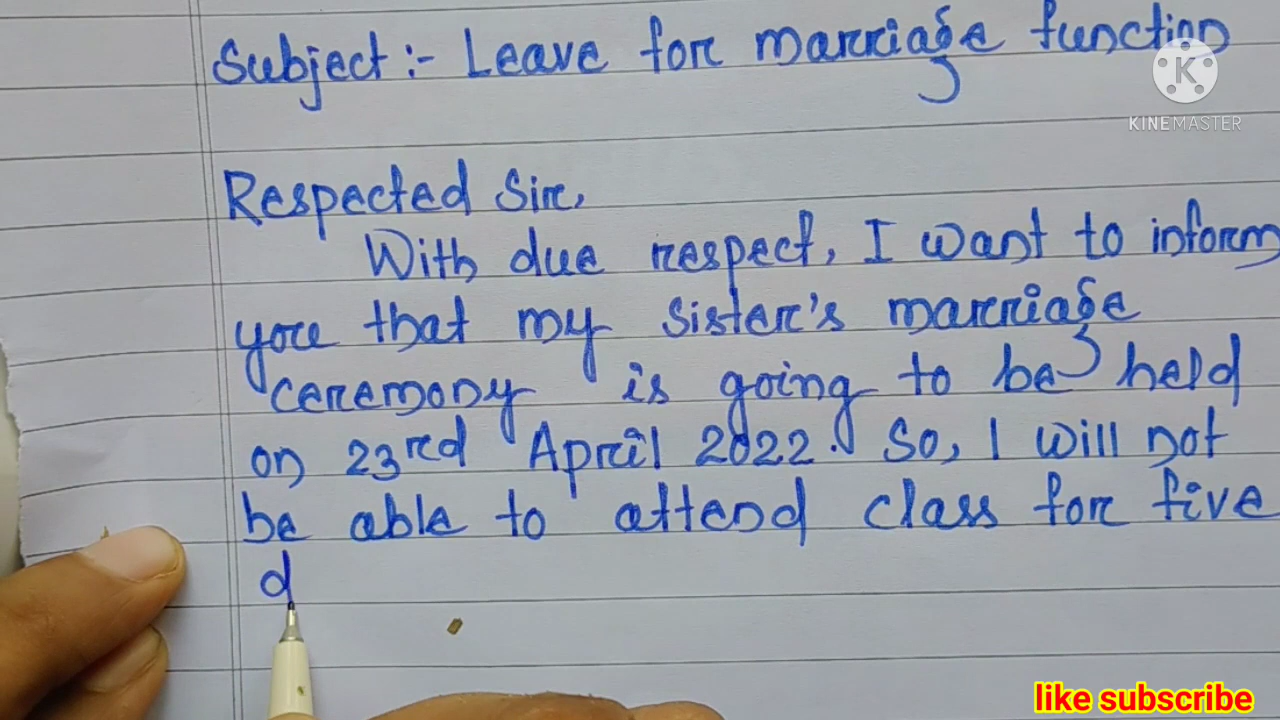 Subject :- Leave for marriage function
KINEMASTER
Respected Sir,
With due respect, I want to inform
you that my sister's marriage
ceremony is going to be held
on 23rd April 2022. So, I will not
be able to attend class for five
d
like subscribe